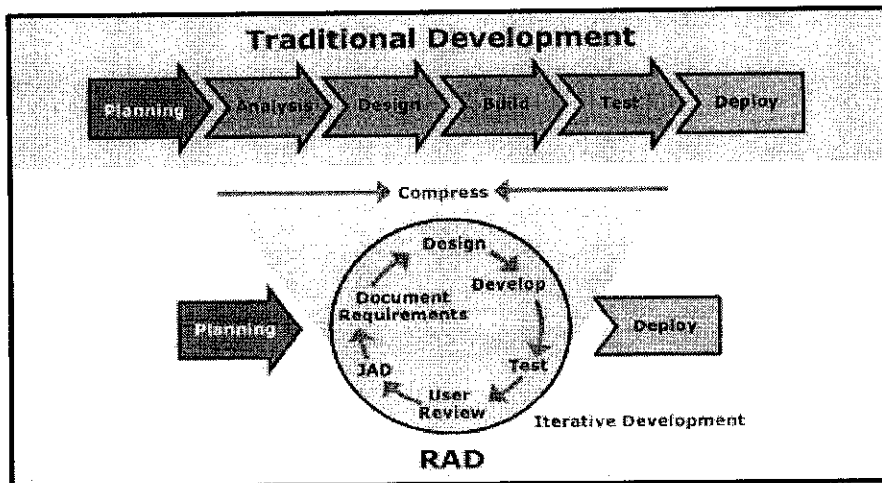 Traditional Development
Planning
Analysis
Design
Build
Test
Deploy
Compress
Design
Develop
Document
Requirements
Planning
Deploy
JAD
Test
User
Review
Iterative Development
RAD